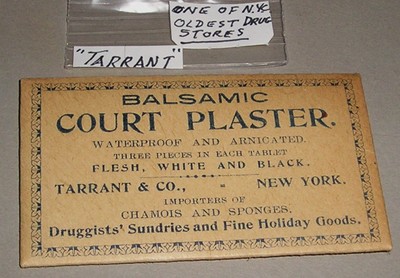 ONE OF N.Y.
OLDEST DRUG
STORES
"TARRANT"
BALSAMIC
COURT PLASTER.
WATERPROOF AND ARNICATED.
THREE PIECES IN EACH TABLET
FLESH, WHITE AND BLACK.
TARRANT & CO., " NEW YORK.
IMPORTERS OF
CHAMOIS AND SPONGES,
Druggists' Sundries and Fine Holiday Goods.